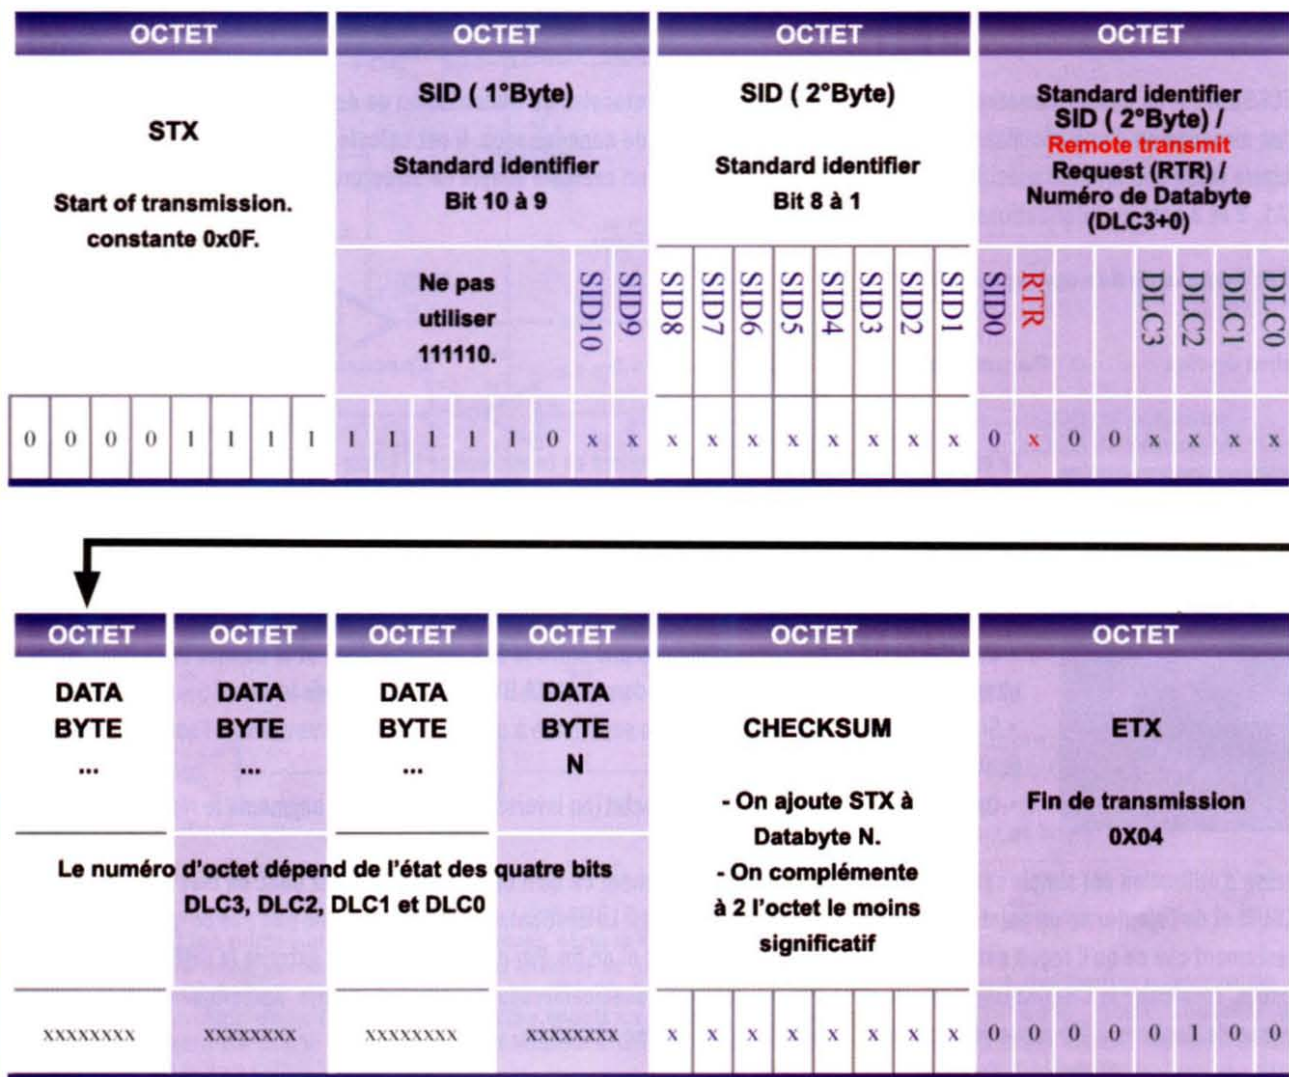 OCTET OCTET OCTET OCTET
STX
Start of transmission.
constante 0x0F.
SID ( 1°Byte)
Standard identifier
Bit 10 à 9
SID ( 2°Byte)
Standard identifier
Bit 8 à 1
Standard identifier
SID ( 2°Byte) /
Remote transmit
Request (RTR) /
Numéro de Databyte
(DLC3+0)
Ne pas
utiliser
111110.
SID10 SID9 SID8 SID7 SID6 SID5 SID4 SID3 SID2 SID1 SID0 RTR DLC3 DLC2 DLC1 DLC0
0 0 0 0 1 1 1 1 1 1 1 1 1 0 x x x x x x x x x x 0 x 0 0 x x x x
OCTET OCTET OCTET OCTET OCTET OCTET
DATA
BYTE
...
DATA
BYTE
...
DATA
BYTE
...
DATA
BYTE
N
Le numéro d'octet dépend de l'état des quatre bits
DLC3, DLC2, DLC1 et DLC0
CHECKSUM
- On ajoute STX à
Databyte N.
- On complémente
à 2 l'octet le moins
significatif
ETX
Fin de transmission
0X04
xxxxxxxx xxxxxxxx xxxxxxxx xxxxxxxxx x x x x x x x x 0 0 0 0 0 1 0 0